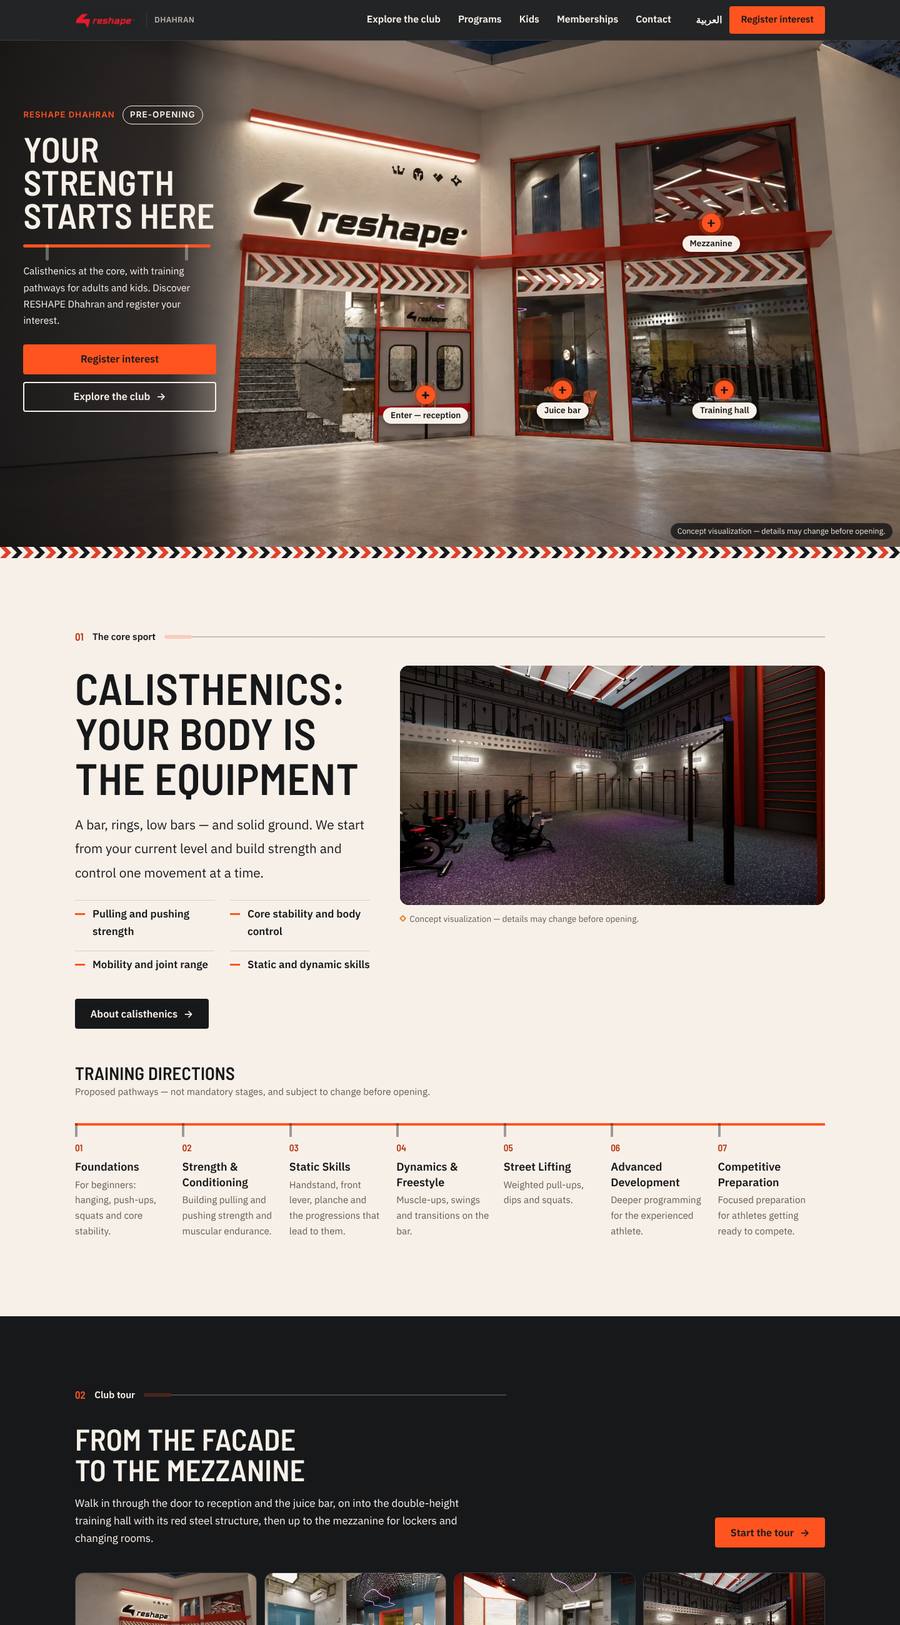 reshape
DHAHRAN
Explore the club
Programs
Kids
Memberships
Contact
العربية
Register interest
RESHAPE DHAHRAN
PRE-OPENING
YOUR
STRENGTH
STARTS HERE
Calisthenics at the core, with training
pathways for adults and kids. Discover
RESHAPE Dhahran and register your
interest.
Register interest
Explore the club →
reshape
reshape
Mezzanine
Enter — reception
Juice bar
Training hall
Concept visualization — details may change before opening.
01 The core sport
CALISTHENICS:
YOUR BODY IS
THE EQUIPMENT
A bar, rings, low bars — and solid ground. We start
from your current level and build strength and
control one movement at a time.
Pulling and pushing
strength
Core stability and body
control
Mobility and joint range
Static and dynamic skills
About calisthenics →
Concept visualization — details may change before opening.
TRAINING DIRECTIONS
Proposed pathways — not mandatory stages, and subject to change before opening.
01
Foundations
For beginners:
hanging, push-ups,
squats and core
stability.
02
Strength &
Conditioning
Building pulling and
pushing strength and
muscular endurance.
03
Static Skills
Handstand, front
lever, planche and
the progressions that
lead to them.
04
Dynamics &
Freestyle
Muscle-ups, swings
and transitions on the
bar.
05
Street Lifting
Weighted pull-ups,
dips and squats.
06
Advanced
Development
Deeper programming
for the experienced
athlete.
07
Competitive
Preparation
Focused preparation
for athletes getting
ready to compete.
02 Club tour
FROM THE FACADE
TO THE MEZZANINE
Walk in through the door to reception and the juice bar, on into the double-height
training hall with its red steel structure, then up to the mezzanine for lockers and
changing rooms.
Start the tour →
reshape